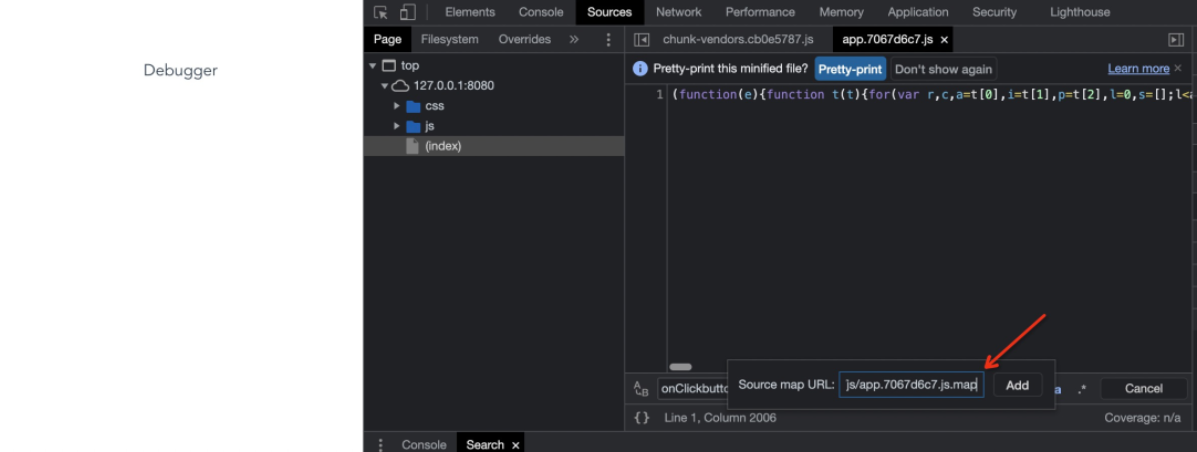 Elements Console Sources Network Performance Memory Application Security Lighthouse
Page Filesystem Overrides » chunk-vendors.cb0e5787.js app.7067d6c7.js ×
Debugger
top
Pretty-print this minified file? Pretty-print Don't show again Learn more ×
127.0.0.1:8080
1 (function(e){function t(t){for(var r,c,a=t[0],i=t[1],p=t[2],l=0,s=[];l<a
css
js
(index)
Source map URL: js/app.7067d6c7.js.map Add
onClickbutto a .* Cancel
{} Line 1, Column 2006 Coverage: n/a
Console Search ×